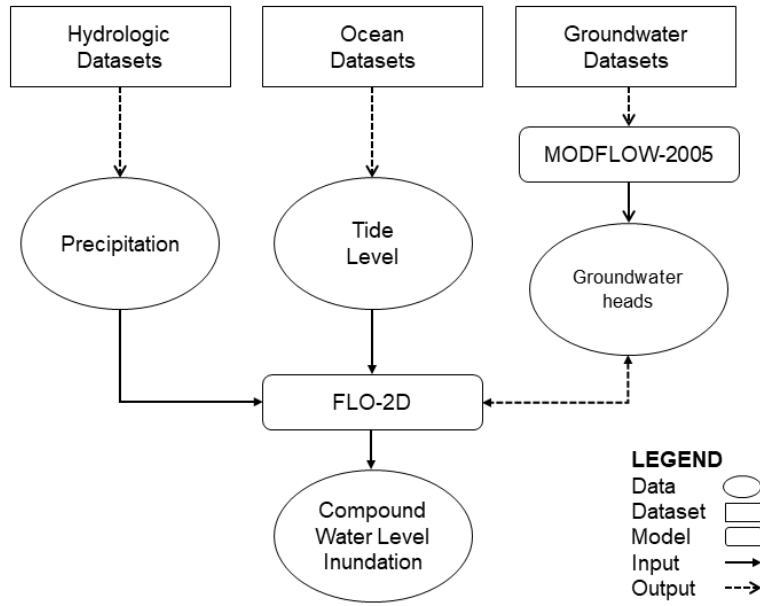 Hydrologic
Datasets
Ocean
Datasets
Groundwater
Datasets
MODFLOW-2005
Precipitation
Tide
Level
Groundwater
heads
FLO-2D
Compound
Water Level
Inundation
LEGEND
Data
Dataset
Model
Input
Output